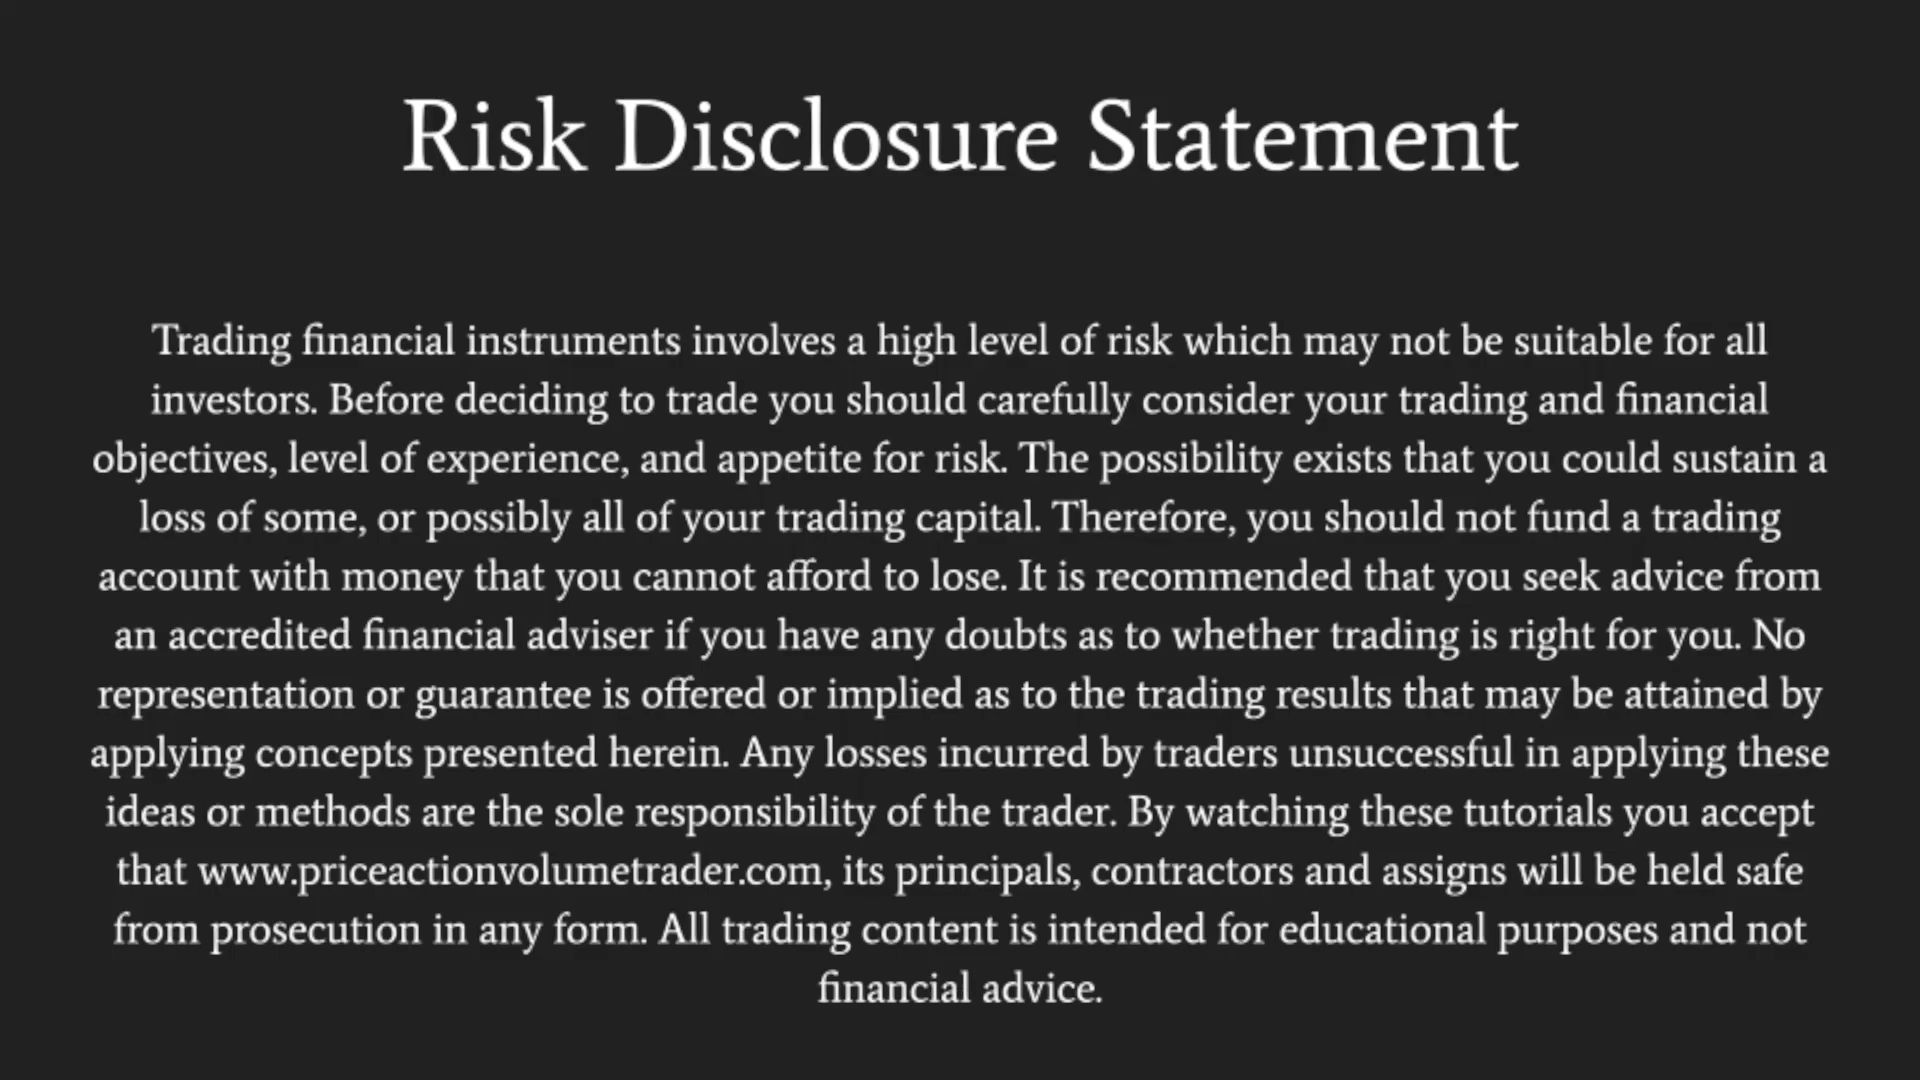 Risk Disclosure Statement
Trading financial instruments involves a high level of risk which may not be suitable for all
investors. Before deciding to trade you should carefully consider your trading and financial
objectives, level of experience, and appetite for risk. The possibility exists that you could sustain a
loss of some, or possibly all of your trading capital. Therefore, you should not fund a trading
account with money that you cannot afford to lose. It is recommended that you seek advice from
an accredited financial adviser if you have any doubts as to whether trading is right for you. No
representation or guarantee is offered or implied as to the trading results that may be attained by
applying concepts presented herein. Any losses incurred by traders unsuccessful in applying these
ideas or methods are the sole responsibility of the trader. By watching these tutorials you accept
that www.priceactionvolumetrader.com, its principals, contractors and assigns will be held safe
from prosecution in any form. All trading content is intended for educational purposes and not
financial advice.